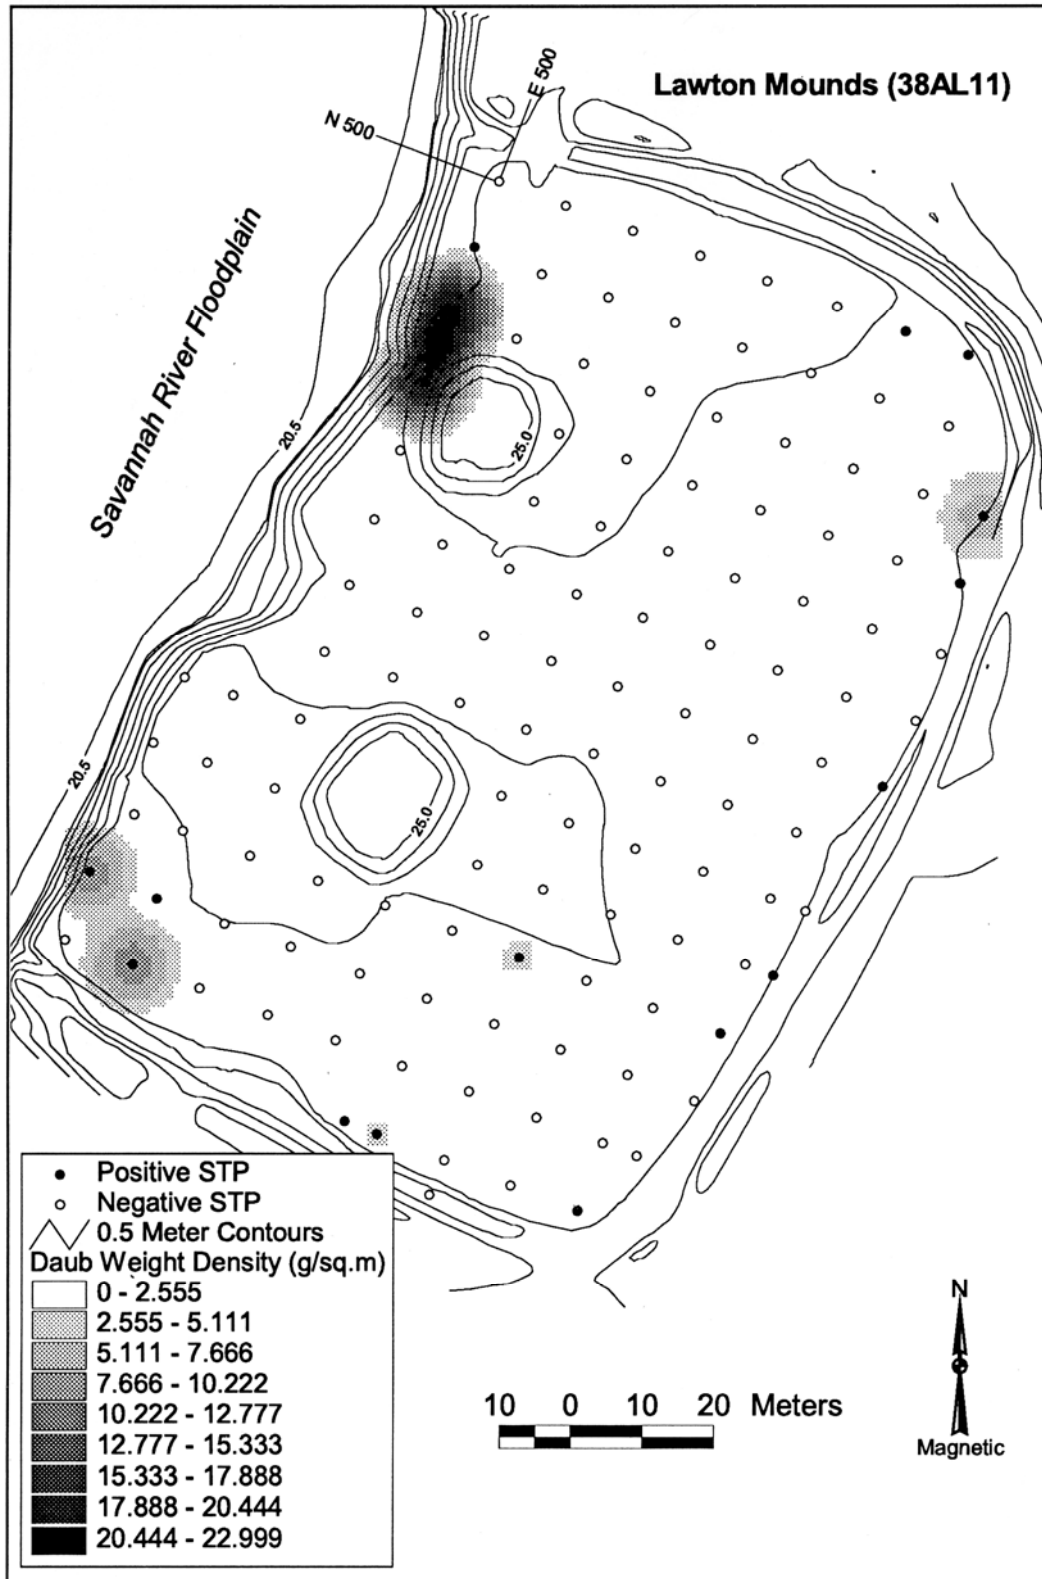 Lawton Mounds (38AL11)
E 500
N 500
Savannah River Floodplain
20.5
25.0
20.5
25.0
Positive STP
Negative STP
0.5 Meter Contours
Daub Weight Density (g/sq.m)
0 - 2.555
2.555 - 5.111
5.111 - 7.666
7.666 - 10.222
10.222 - 12.777
12.777 - 15.333
15.333 - 17.888
17.888 - 20.444
20.444 - 22.999
10 0 10 20 Meters
N
Magnetic